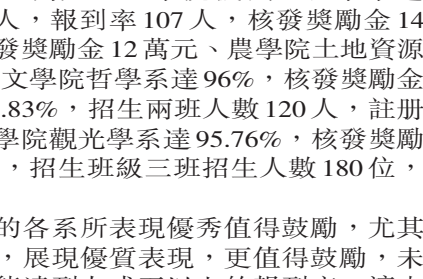 人，報到率107人，核發獎勵金14
發獎勵金12萬元、農學院土地資源
文學院哲學系達96%，核發獎勵金
.83%，招生兩班人數120人，註册
學院觀光學系達95.76%，核發獎勵
，招生班級三班招生人數180位，
的各系所表現優秀值得鼓勵，尤其
，展現優質表現，更值得鼓勵，未